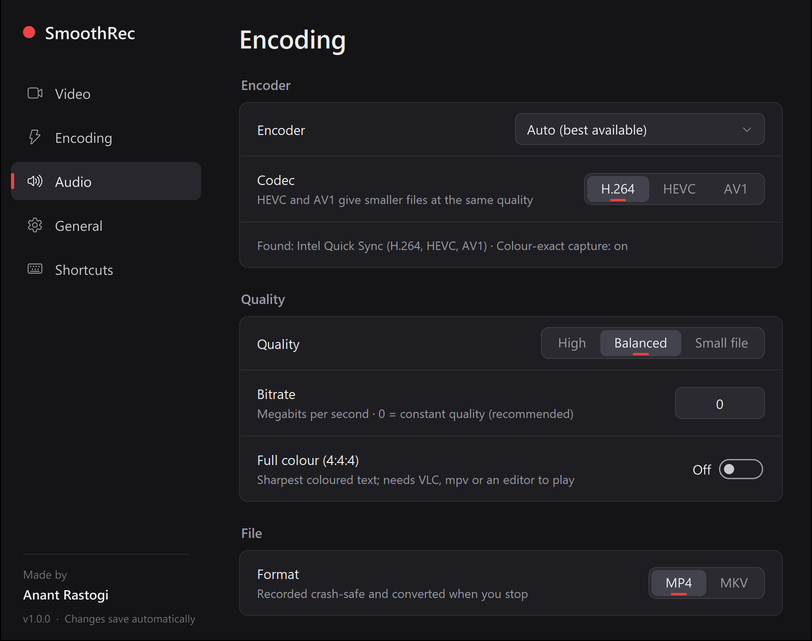 SmoothRec
Video
Encoding
Audio
General
Shortcuts
Made by
Anant Rastogi
v1.0.0 · Changes save automatically
Encoding
Encoder
Encoder
Auto (best available)
Codec
HEVC and AV1 give smaller files at the same quality
H.264 HEVC AV1
Found: Intel Quick Sync (H.264, HEVC, AV1) · Colour-exact capture: on
Quality
Quality
High Balanced Small file
Bitrate
Megabits per second · 0 = constant quality (recommended)
0
Full colour (4:4:4)
Sharpest coloured text; needs VLC, mpv or an editor to play
Off
File
Format
Recorded crash-safe and converted when you stop
MP4 MKV